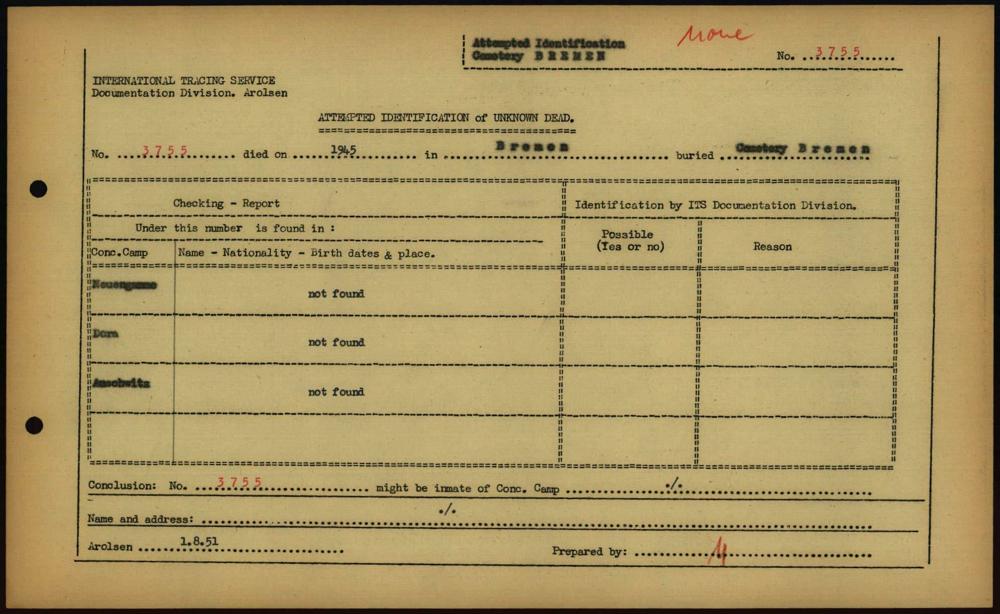 Attempted Identification
Cemetery BREMEN
None
No. ..3755..............
INTERNATIONAL TRACING SERVICE
Documentation Division. Arolsen
ATTEMPTED IDENTIFICATION of UNKNOWN DEAD.
No. ....3755......... died on ......1945......... in .........Bremen................. buried ..Cemetery Bremen
Checking - Report
Identification by ITS Documentation Division.
Under this number is found in :
Possible
(Yes or no)
Reason
Conc.Camp
Name - Nationality - Birth dates & place.
Neuengamme
not found
Dora
not found
Auschwitz
not found
Conclusion: No. ....3755.................. might be inmate of Conc. Camp ................./.............................
Name and address: ........................................./...............................................................
Arolsen ......1.8.51.....................
Prepared by: .....................................